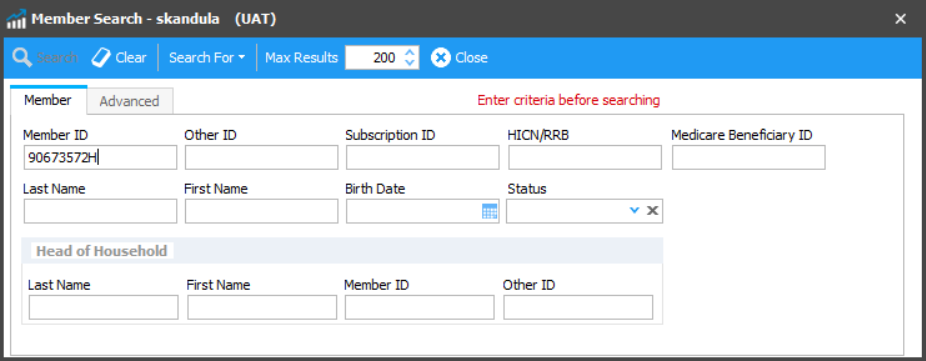 Member Search - skandula (UAT)
Search Clear Search For Max Results 200 Close
Member Advanced Enter criteria before searching
Member ID Other ID Subscription ID HICN/RRB Medicare Beneficiary ID
90673572H
Last Name First Name Birth Date Status
Head of Household
Last Name First Name Member ID Other ID